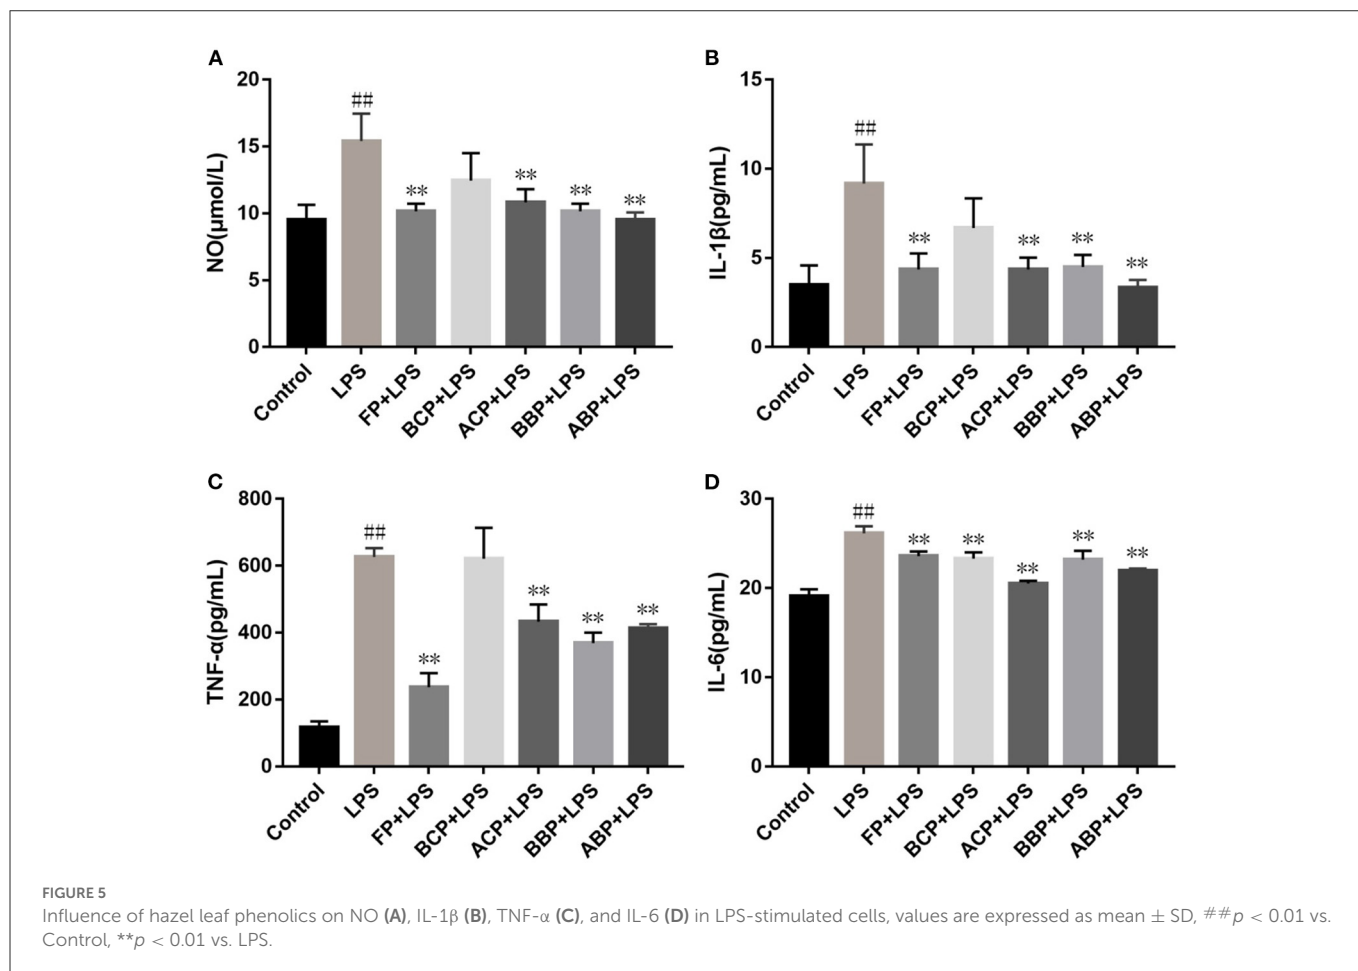 A
20
15
10
5
0
NO(μmol/L)
##
**
**
**
**
Control
LPS
FP+LPS
BCP+LPS
ACP+LPS
BBP+LPS
ABP+LPS
B
15
10
5
0
IL-1β(pg/mL)
##
**
**
**
**
Control
LPS
FP+LPS
BCP+LPS
ACP+LPS
BBP+LPS
ABP+LPS
C
800
600
400
200
0
TNF-α(pg/mL)
##
**
**
**
**
Control
LPS
FP+LPS
BCP+LPS
ACP+LPS
BBP+LPS
ABP+LPS
D
30
20
10
0
IL-6(pg/mL)
##
**
**
**
**
**
Control
LPS
FP+LPS
BCP+LPS
ACP+LPS
BBP+LPS
ABP+LPS
FIGURE 5
Influence of hazel leaf phenolics on NO (A), IL-1β (B), TNF-α (C), and IL-6 (D) in LPS-stimulated cells, values are expressed as mean ± SD, ##p < 0.01 vs.
Control, **p < 0.01 vs. LPS.